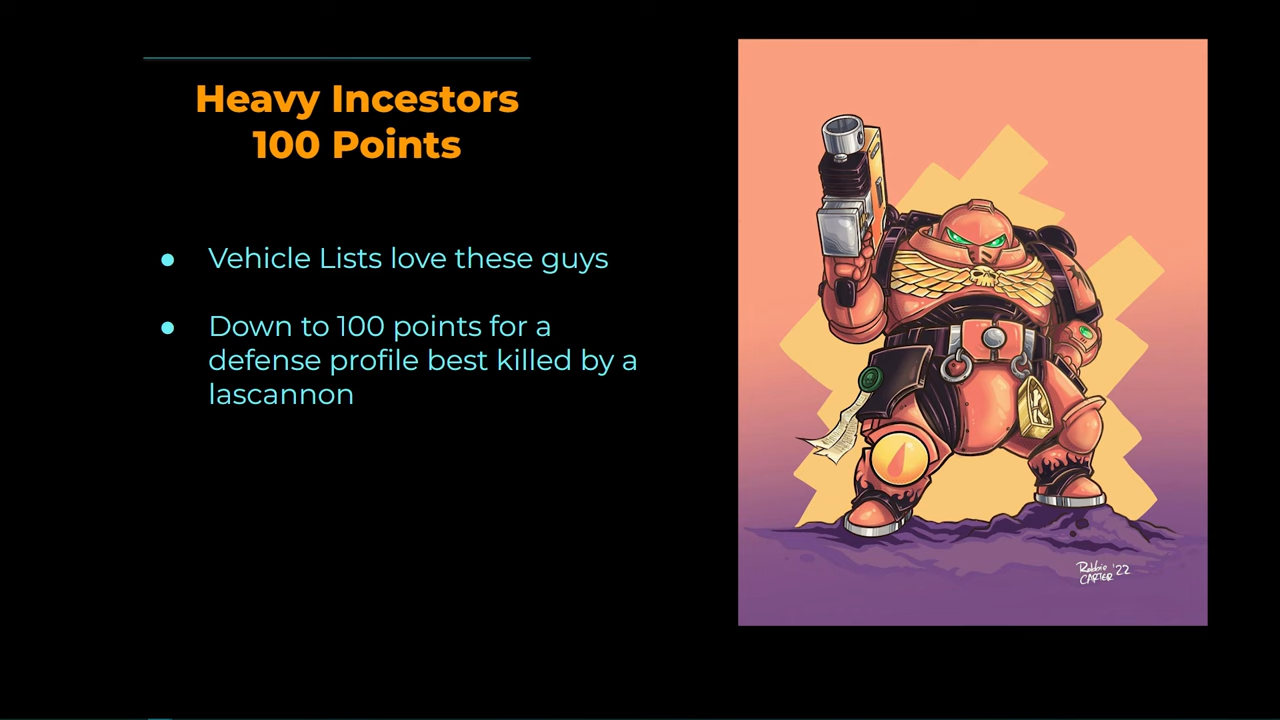 Heavy Incestors
100 Points
● Vehicle Lists love these guys
● Down to 100 points for a
defense profile best killed by a
lascannon
Robbie '22
CARTER